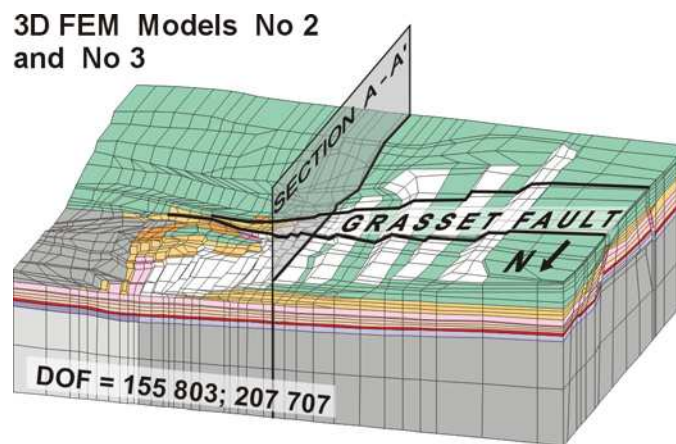 3D FEM Models No 2
and No 3
SECTION A-A'
GRASSET FAULT
N
DOF = 155 803; 207 707